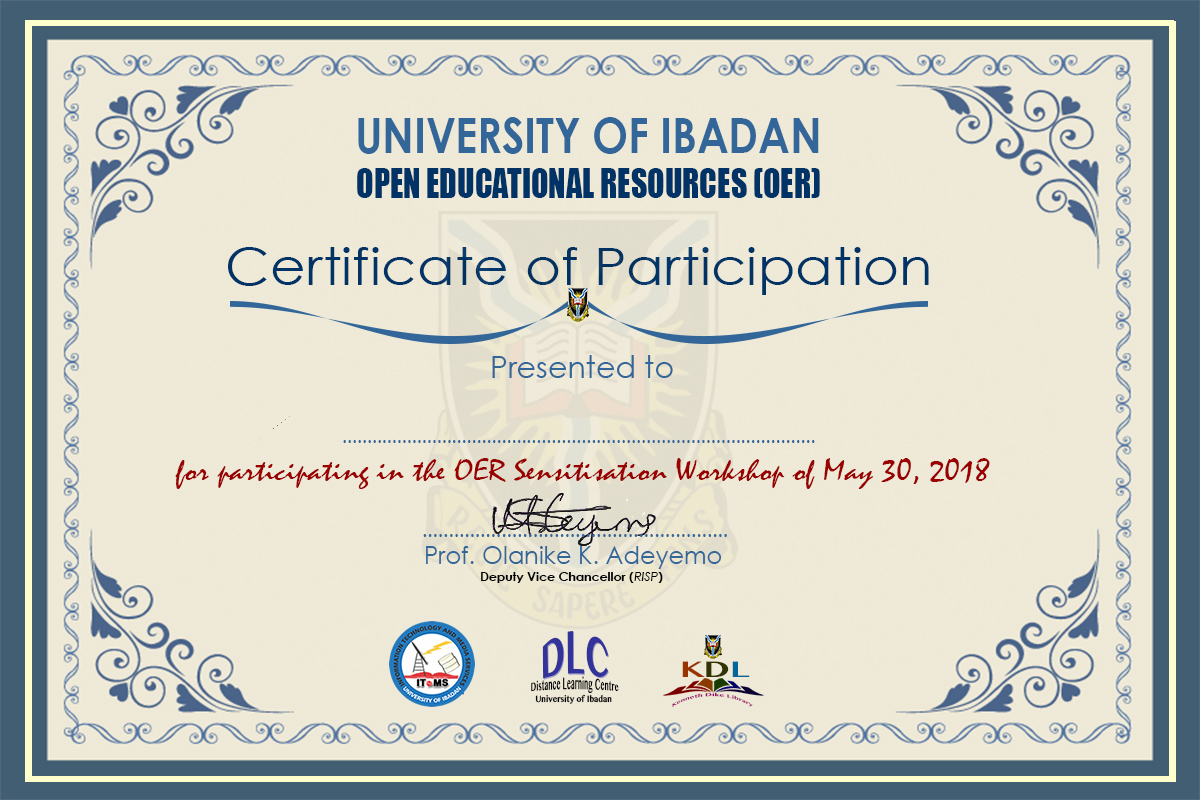 UNIVERSITY OF IBADAN
OPEN EDUCATIONAL RESOURCES (OER)
Certificate of Participation
Presented to
for participating in the OER Sensitisation Workshop of May 30, 2018
Prof. Olanike K. Adeyemo
Deputy Vice Chancellor (RISP)
SAPERE
INFORMATION TECHNOLOGY AND MEDIA SERVICES
ITeMS
UNIVERSITY OF IBADAN
DLC
Distance Learning Centre
University of Ibadan
KDL
Kenneth Dike Library